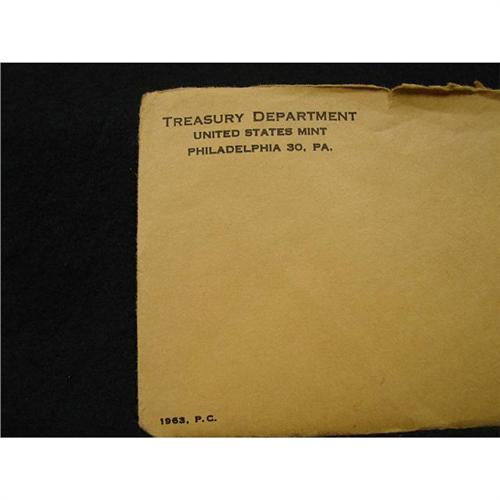 TREASURY DEPARTMENT
UNITED STATES MINT
PHILADELPHIA 30, PA.
1963, P.C.